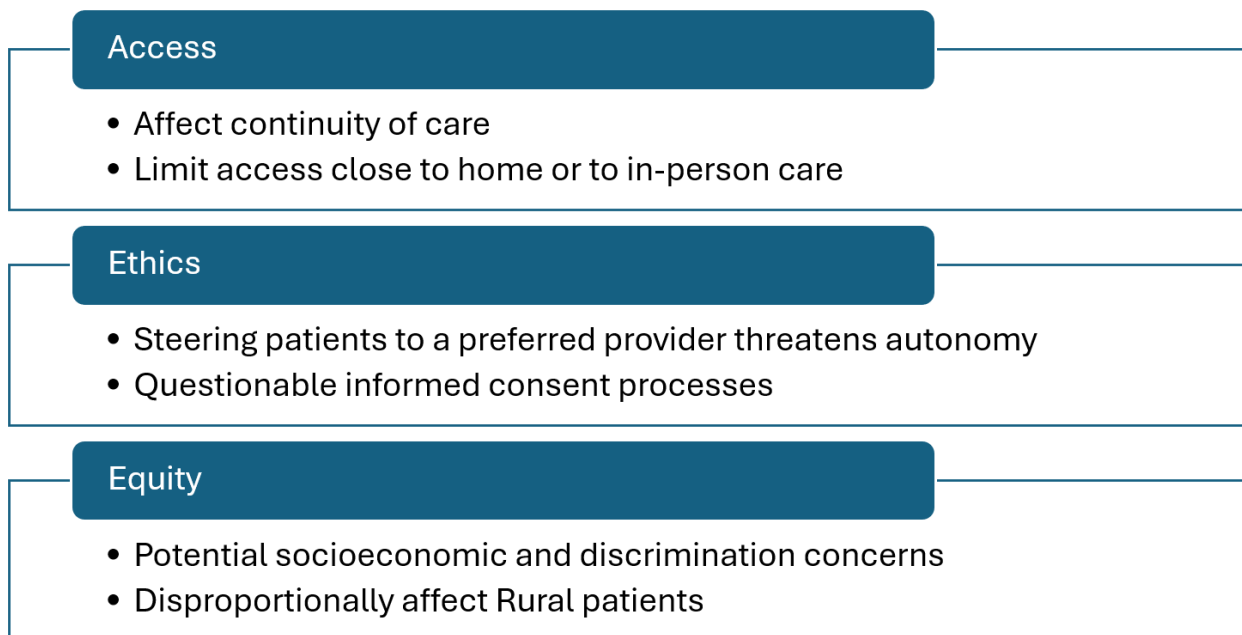 Access
• Affect continuity of care
• Limit access close to home or to in-person care
Ethics
• Steering patients to a preferred provider threatens autonomy
• Questionable informed consent processes
Equity
• Potential socioeconomic and discrimination concerns
• Disproportionally affect Rural patients